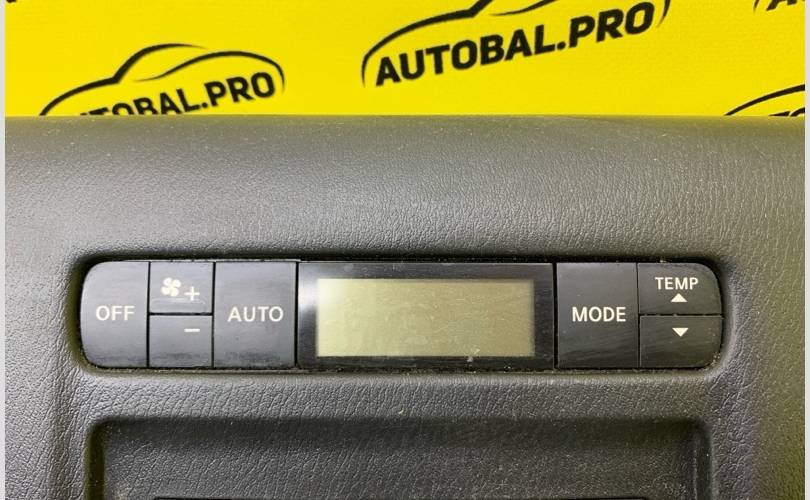 AUTOBAL.PRO
AUTOBAL.PRO
OFF
+
−
AUTO
MODE
TEMP